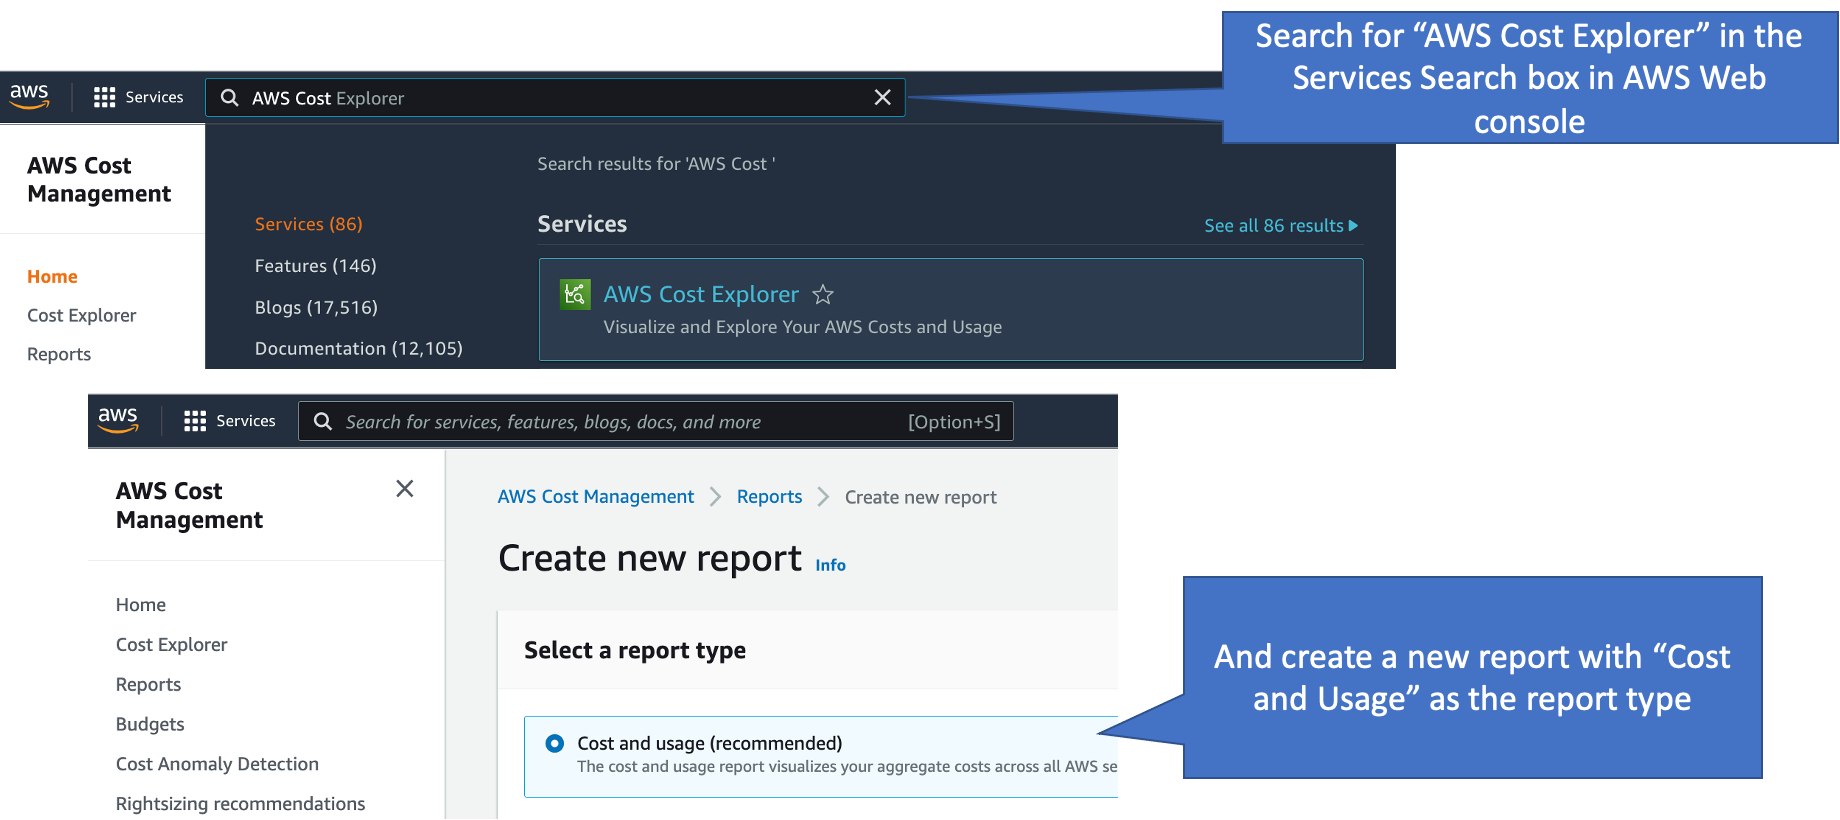 Search for “AWS Cost Explorer” in the
Services Search box in AWS Web
console
aws
Services
AWS Cost Explorer
AWS Cost
Management
Home
Cost Explorer
Reports
Search results for 'AWS Cost '
Services (86)
Features (146)
Blogs (17,516)
Documentation (12,105)
Services
See all 86 results
AWS Cost Explorer
Visualize and Explore Your AWS Costs and Usage
aws
Services
Search for services, features, blogs, docs, and more
[Option+S]
AWS Cost
Management
Home
Cost Explorer
Reports
Budgets
Cost Anomaly Detection
Rightsizing recommendations
AWS Cost Management > Reports > Create new report
Create new report Info
Select a report type
Cost and usage (recommended)
The cost and usage report visualizes your aggregate costs across all AWS se
And create a new report with “Cost
and Usage” as the report type